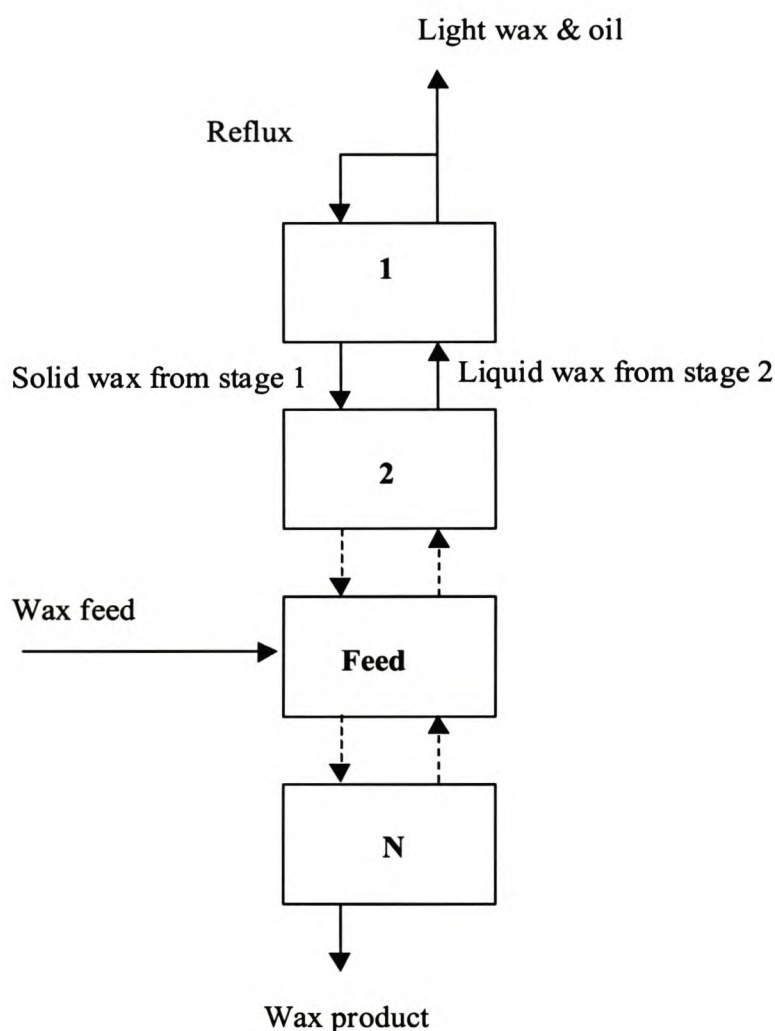 Light wax & oil
Reflux
1
Solid wax from stage 1
Liquid wax from stage 2
2
Wax feed
Feed
N
Wax product